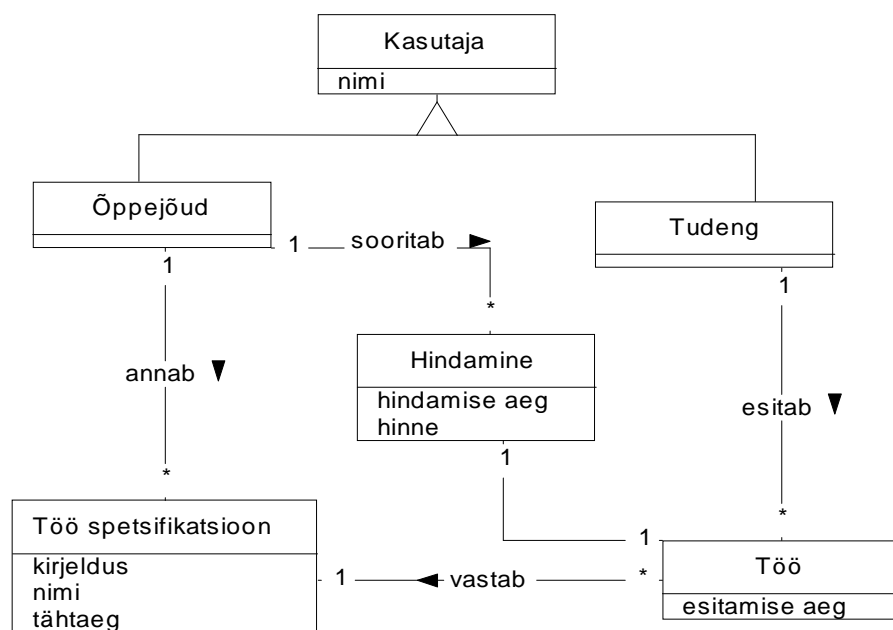 Kasutaja
nimi
Õppejõud
Tudeng
1 sooritab
1
1
*
Hindamine
hindamise aeg
hinne
annab
esitab
1
*
*
Töö spetsifikatsioon
kirjeldus
nimi
tähtaeg
1
Töö
esitamise aeg
1 vastab *